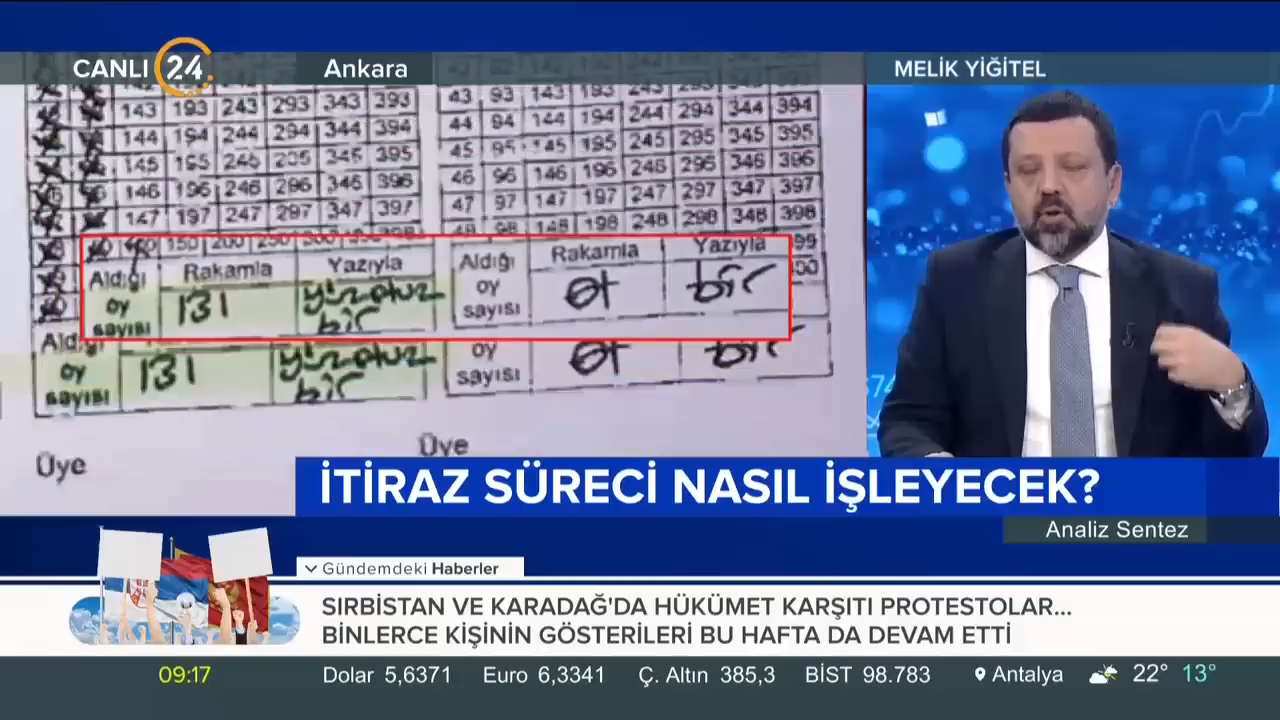 CANLI 24
Ankara
MELİK YİĞİTEL
43 93 143 193 243 293 343 393
143 193 243 293 343 393
44 94 144 194 244 294 344 394
144 194 244 294 344 394
45 95 145 195 245 295 345 395
145 195 245 295 345 395
46 96 146 196 246 296 346 396
146 196 246 296 346 396
47 97 147 197 247 297 347 397
147 197 247 297 347 397
48 98 148 198 248 298 348 398
150 200 250
Aldığı oy sayısı
Rakamla
Yazıyla
131
yüzotuz bir
Aldığı oy sayısı
Rakamla
Yazıyla
bir
Aldığı oy sayısı
131
yüzotuz bir
oy sayısı
bir
Üye
Üye
İTİRAZ SÜRECİ NASIL İŞLEYECEK?
Analiz Sentez
Gündemdeki Haberler
SIRBİSTAN VE KARADAĞ'DA HÜKÜMET KARŞITI PROTESTOLAR...
BİNLERCE KİŞİNİN GÖSTERİLERİ BU HAFTA DA DEVAM ETTİ
09:17
Dolar 5,6371 Euro 6,3341 Ç. Altın 385,3 BİST 98.783 Antalya 22° 13°